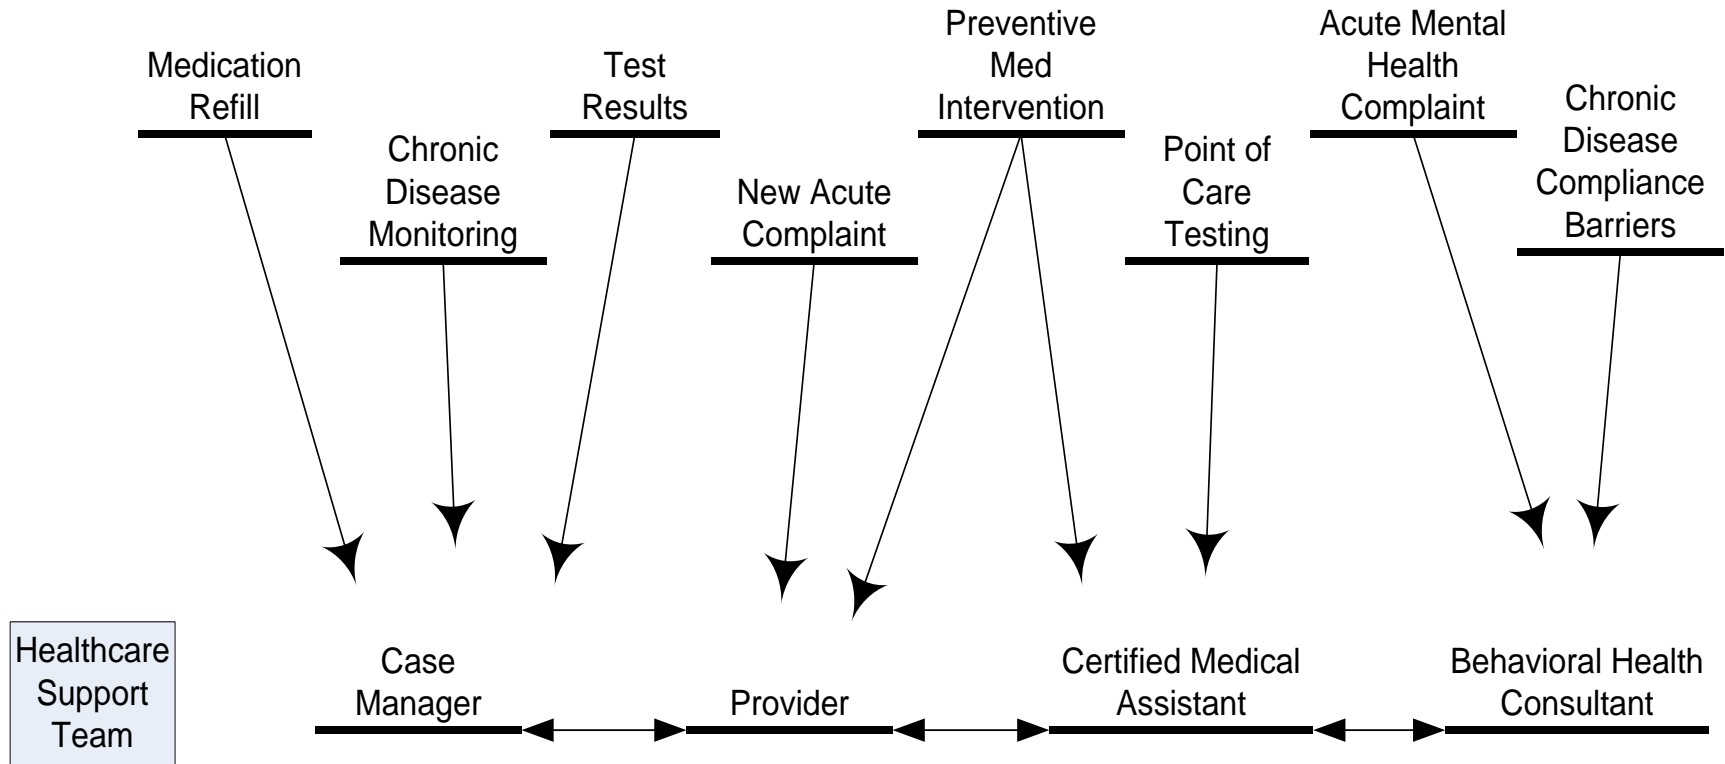 Medication
Refill
Chronic
Disease
Monitoring
Test
Results
New Acute
Complaint
Preventive
Med
Intervention
Point of
Care
Testing
Acute Mental
Health
Complaint
Chronic
Disease
Compliance
Barriers
Healthcare
Support
Team
Case
Manager
Provider
Certified Medical
Assistant
Behavioral Health
Consultant